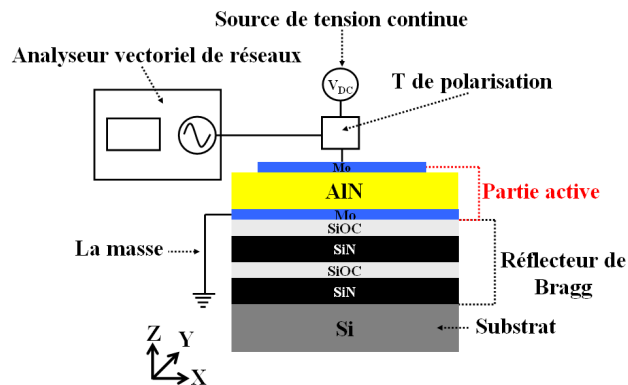 Source de tension continue
Analyseur vectoriel de réseaux
V_DC
T de polarisation
Mo
AlN
Partie active
Mo
SiOC
La masse
SiN
SiOC
Réflecteur de
Bragg
SiN
Si
Substrat
Z
Y
X